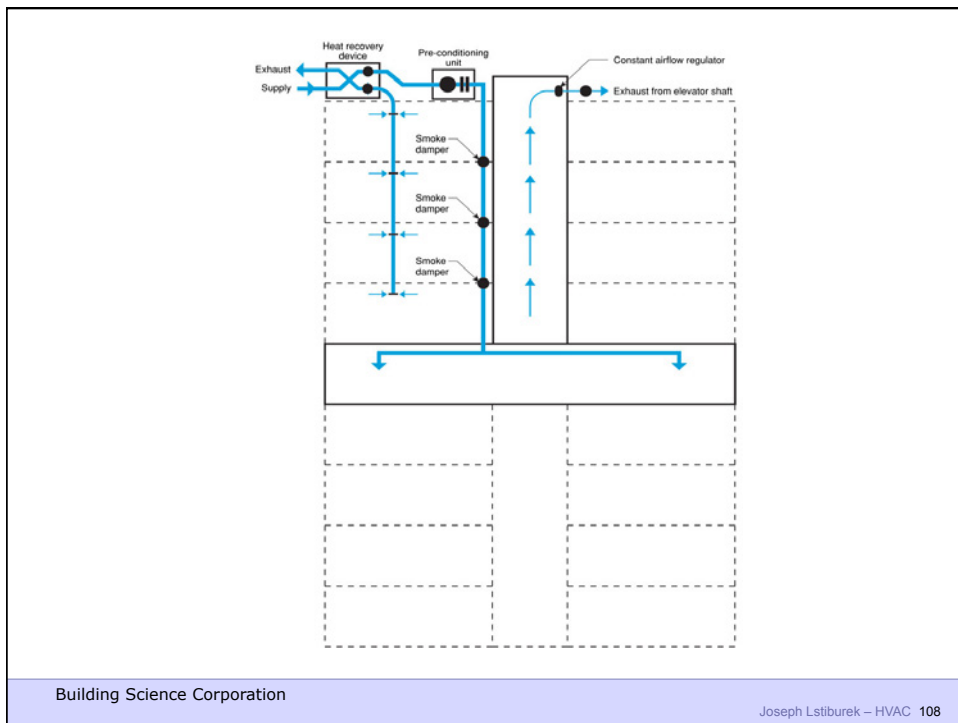 Heat recovery
device
Pre-conditioning
unit
Constant airflow regulator
Exhaust
Supply
Exhaust from elevator shaft
Smoke
damper
Smoke
damper
Smoke
damper
Building Science Corporation
Joseph Lstiburek – HVAC 108